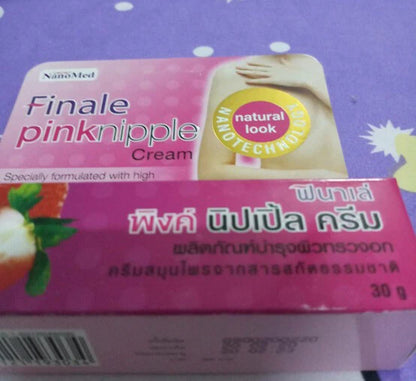 NanoMed
Finale
pinknipple
Cream
natural
look
NANOTECHNOLOGY
Specially formulated with high
ฟินาเล่
พิงค์ นิปเปิ้ล ครีม
ผลิตภัณฑ์บำรุงผิวทรวงอก
ครีมสมุนไพรจากสารสกัดธรรมชาติ
30 g